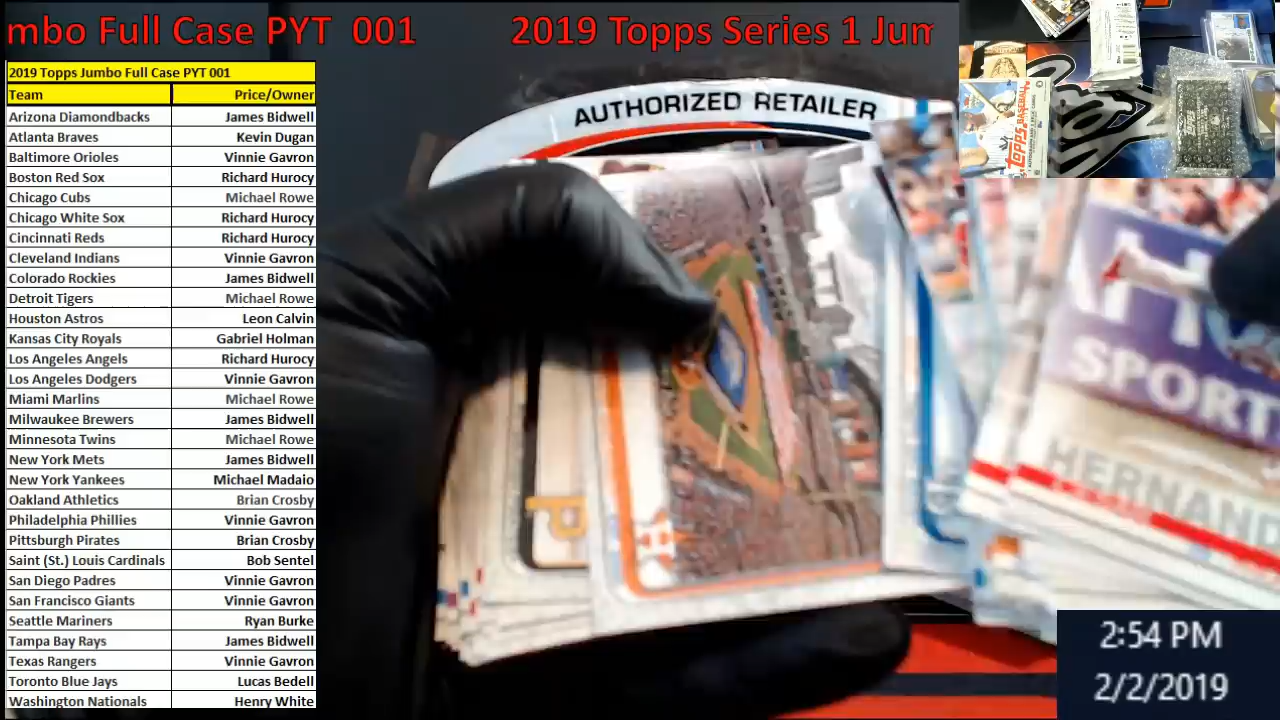 mbo Full Case PYT 001 2019 Topps Series 1 Jum
2019 Topps Jumbo Full Case PYT 001
Team Price/Owner
Arizona Diamondbacks James Bidwell
Atlanta Braves Kevin Dugan
Baltimore Orioles Vinnie Gavron
Boston Red Sox Richard Hurocy
Chicago Cubs Michael Rowe
Chicago White Sox Richard Hurocy
Cincinnati Reds Richard Hurocy
Cleveland Indians Vinnie Gavron
Colorado Rockies James Bidwell
Detroit Tigers Michael Rowe
Houston Astros Leon Calvin
Kansas City Royals Gabriel Holman
Los Angeles Angels Richard Hurocy
Los Angeles Dodgers Vinnie Gavron
Miami Marlins Michael Rowe
Milwaukee Brewers James Bidwell
Minnesota Twins Michael Rowe
New York Mets James Bidwell
New York Yankees Michael Madaio
Oakland Athletics Brian Crosby
Philadelphia Phillies Vinnie Gavron
Pittsburgh Pirates Brian Crosby
Saint (St.) Louis Cardinals Bob Sentel
San Diego Padres Vinnie Gavron
San Francisco Giants Vinnie Gavron
Seattle Mariners Ryan Burke
Tampa Bay Rays James Bidwell
Texas Rangers Vinnie Gavron
Toronto Blue Jays Lucas Bedell
Washington Nationals Henry White
AUTHORIZED RETAILER
Topps BASEBALL
P
SPORT
HERNAND
2:54 PM
2/2/2019